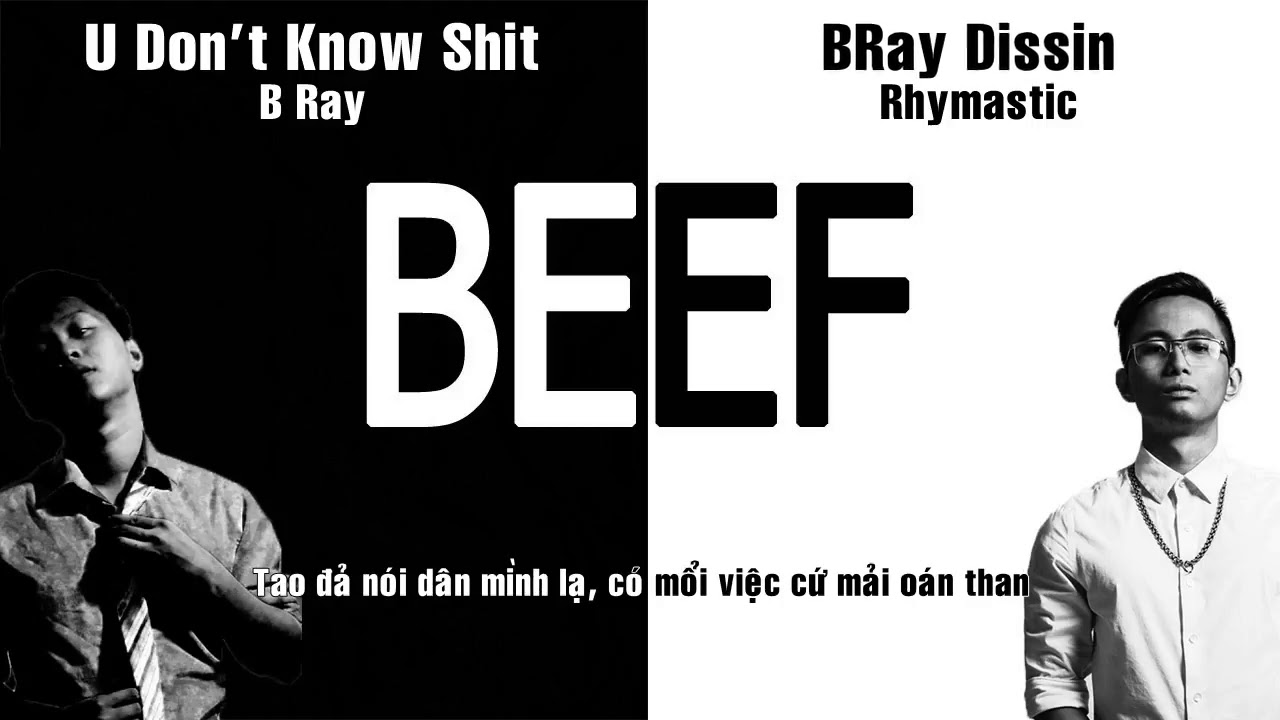 U Don't Know Shit
B Ray
BRay Dissin
Rhymastic
BEEF
Tao đả nói dân mình lạ, có mổi việc cứ mải oán than